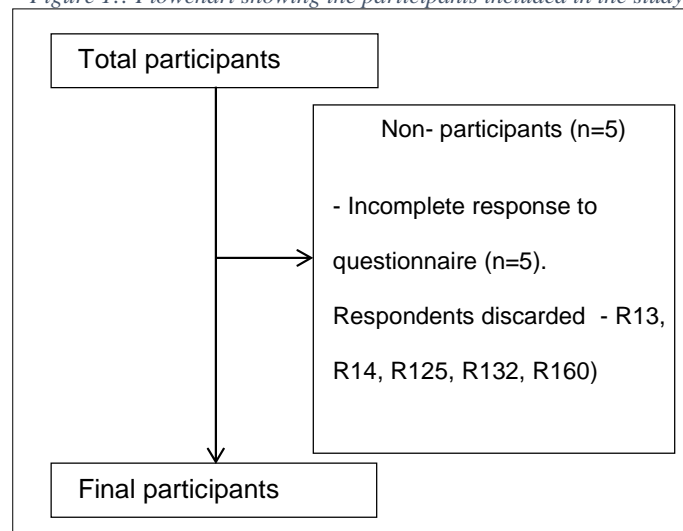 Figure 1.: Flowchart showing the participants included in the study
Total participants
Non- participants (n=5)
- Incomplete response to
questionnaire (n=5).
Respondents discarded - R13,
R14, R125, R132, R160)
Final participants